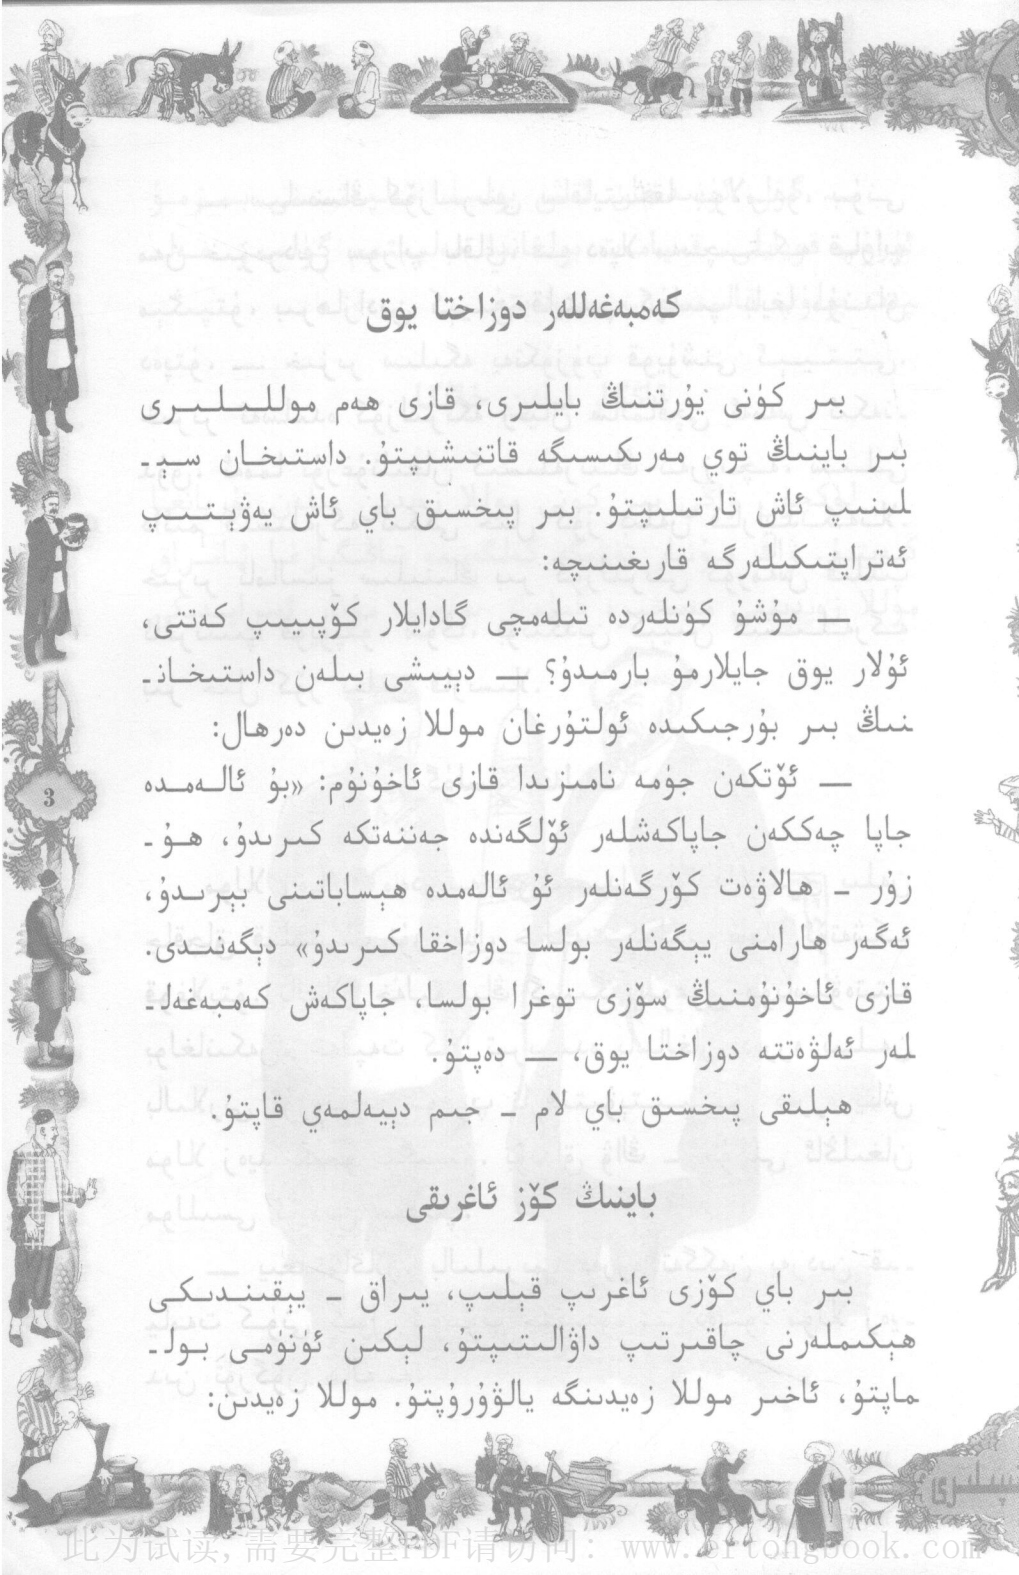 كەمبەغەللەر دوزاختا يوق
بىر كۈنى يۇرتنىڭ بايلىرى، قازى ھەم موللىلىرى
بىر باينىڭ توي مەرىكىسىگە قاتنىشىپتۇ. داستىخان سې-
لىنىپ ئاش تارتىلىپتۇ. بىر پىخسىق باي ئاش يەۋېتىپ
ئەتراپتىكىلەرگە قارىغىنىچە:
— مۇشۇ كۈنلەردە تىلەمچى گادايلار كۆپىيىپ كەتتى،
ئۇلار يوق جايلارمۇ بارمىدۇ؟ — دېيىشى بىلەن داستىخان-
نىڭ بىر بۇرجىكىدە ئولتۇرغان موللا زەيدىن دەرھال:
— ئۆتكەن جۈمە نامىزىدا قازى ئاخۇنۇم: «بۇ ئالەمدە
جاپا چەككەن جاپاكەشلەر ئۆلگەندە جەننەتكە كىرىدۇ، ھۇ-
زۇر - ھالاۋەت كۆرگەنلەر ئۇ ئالەمدە ھېساباتىنى بېرىدۇ،
ئەگەر ھارامنى يېگەنلەر بولسا دوزاخقا كىرىدۇ» دېگەنىدى.
قازى ئاخۇنۇمنىڭ سۆزى توغرا بولسا، جاپاكەش كەمبەغەل-
لەر ئەلۋەتتە دوزاختا يوق، — دەپتۇ.
ھېلىقى پىخسىق باي لام - جىم دېيەلمەي قاپتۇ.
باينىڭ كۆز ئاغرىقى
بىر باي كۆزى ئاغرىپ قېلىپ، يىراق - يېقىندىكى
ھېكىملەرنى چاقىرتىپ داۋالىتىپتۇ، لېكىن ئۈنۈمى بول-
ماپتۇ، ئاخىر موللا زەيدىنگە يالۋۇرۇپتۇ. موللا زەيدىن:
3
此为试读,需要完整PDF请访问: www.ertongbook.com